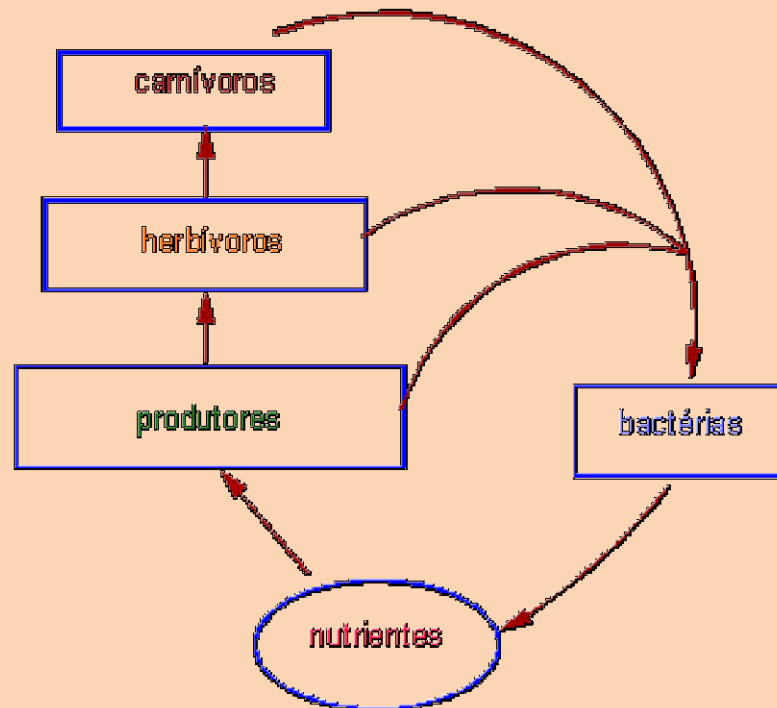 carnívoros
herbívoros
produtores
bactérias
nutrientes